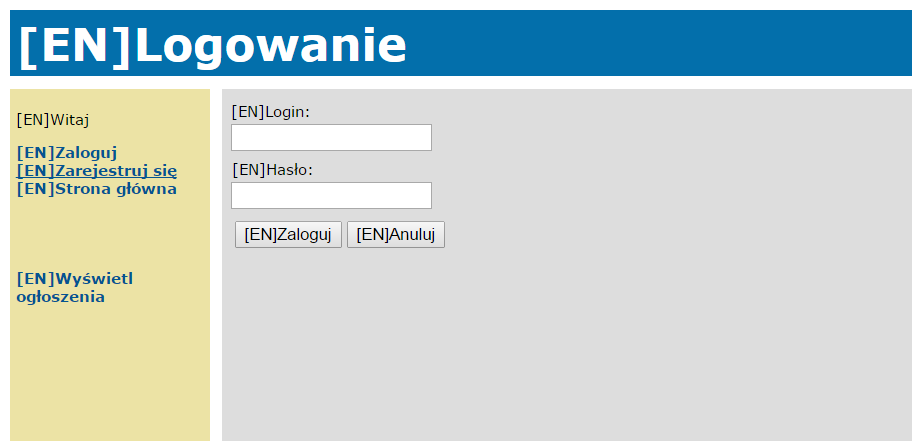 [EN]Logowanie
[EN]Witaj
[EN]Zaloguj
[EN]Zarejestruj się
[EN]Strona główna
[EN]Wyświetl
ogłoszenia
[EN]Login:
[EN]Hasło:
[EN]Zaloguj [EN]Anuluj